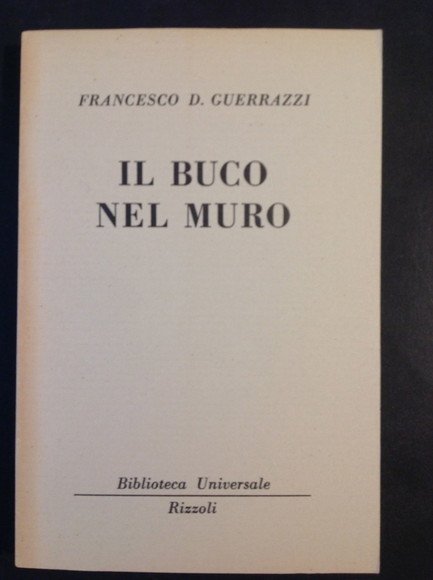 FRANCESCO D. GUERRAZZI
IL BUCO
NEL MURO
Biblioteca Universale
Rizzoli